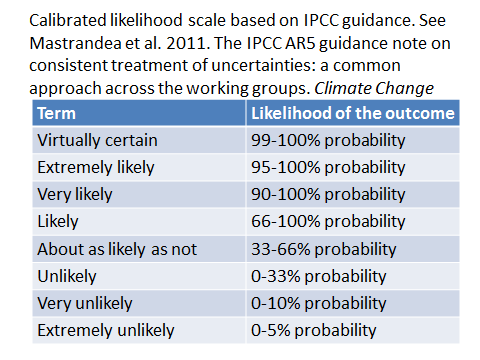 Calibrated likelihood scale based on IPCC guidance. See
Mastrandea et al. 2011. The IPCC AR5 guidance note on
consistent treatment of uncertainties: a common
approach across the working groups. Climate Change
Term Likelihood of the outcome
Virtually certain 99-100% probability
Extremely likely 95-100% probability
Very likely 90-100% probability
Likely 66-100% probability
About as likely as not 33-66% probability
Unlikely 0-33% probability
Very unlikely 0-10% probability
Extremely unlikely 0-5% probability